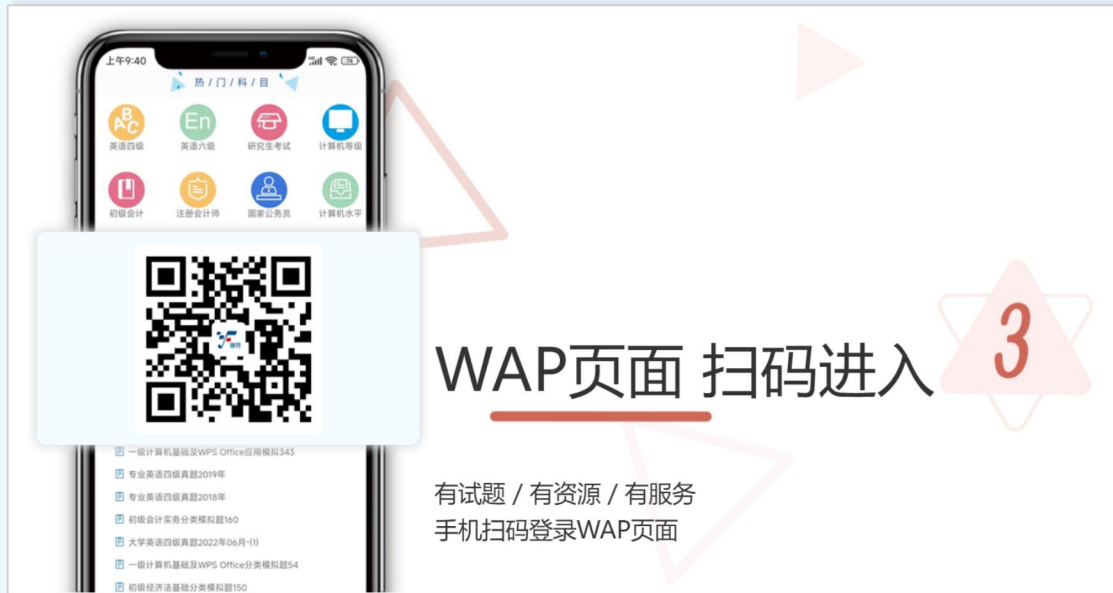 上午9:40
热/门/科/目
ABC
En
英语四级
英语六级
研究生考试
计算机等级
初级会计
注册会计师
国家公务员
计算机水平
一级计算机基础及WPS Office应用模拟343
专业英语四级真题2019年
专业英语四级真题2018年
初级会计实务分类模拟题160
大学英语四级真题2022年06月-(1)
一级计算机基础及WPS Office分类模拟题54
初级经济法基础分类模拟题150
WAP页面 扫码进入
3
有试题 / 有资源 / 有服务
手机扫码登录WAP页面